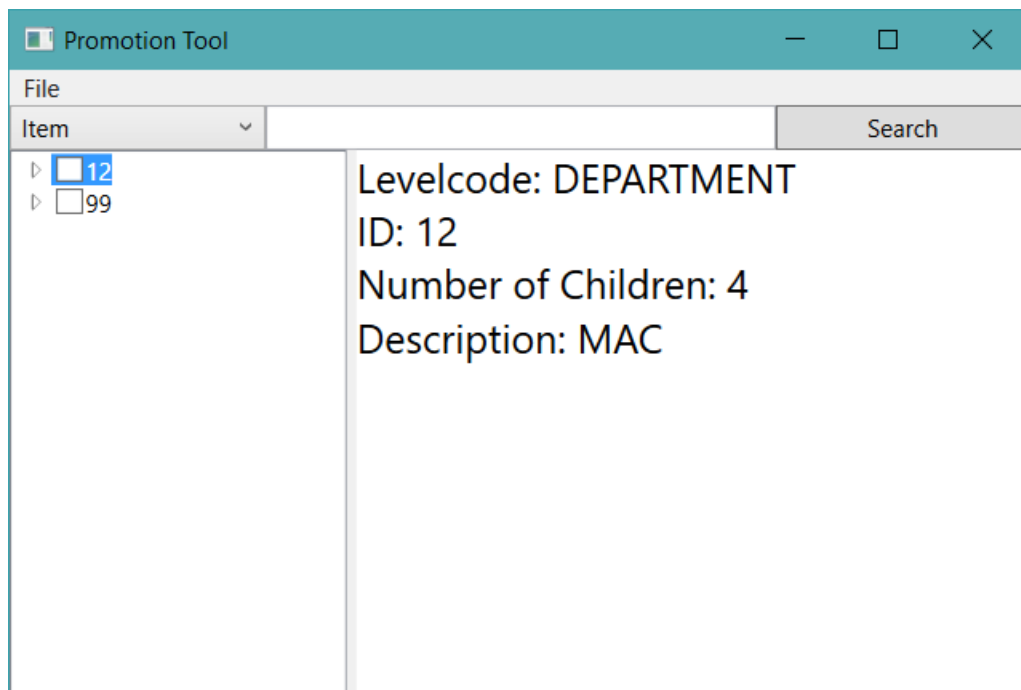 Promotion Tool
File
Item
Search
12
99
Levelcode: DEPARTMENT
ID: 12
Number of Children: 4
Description: MAC